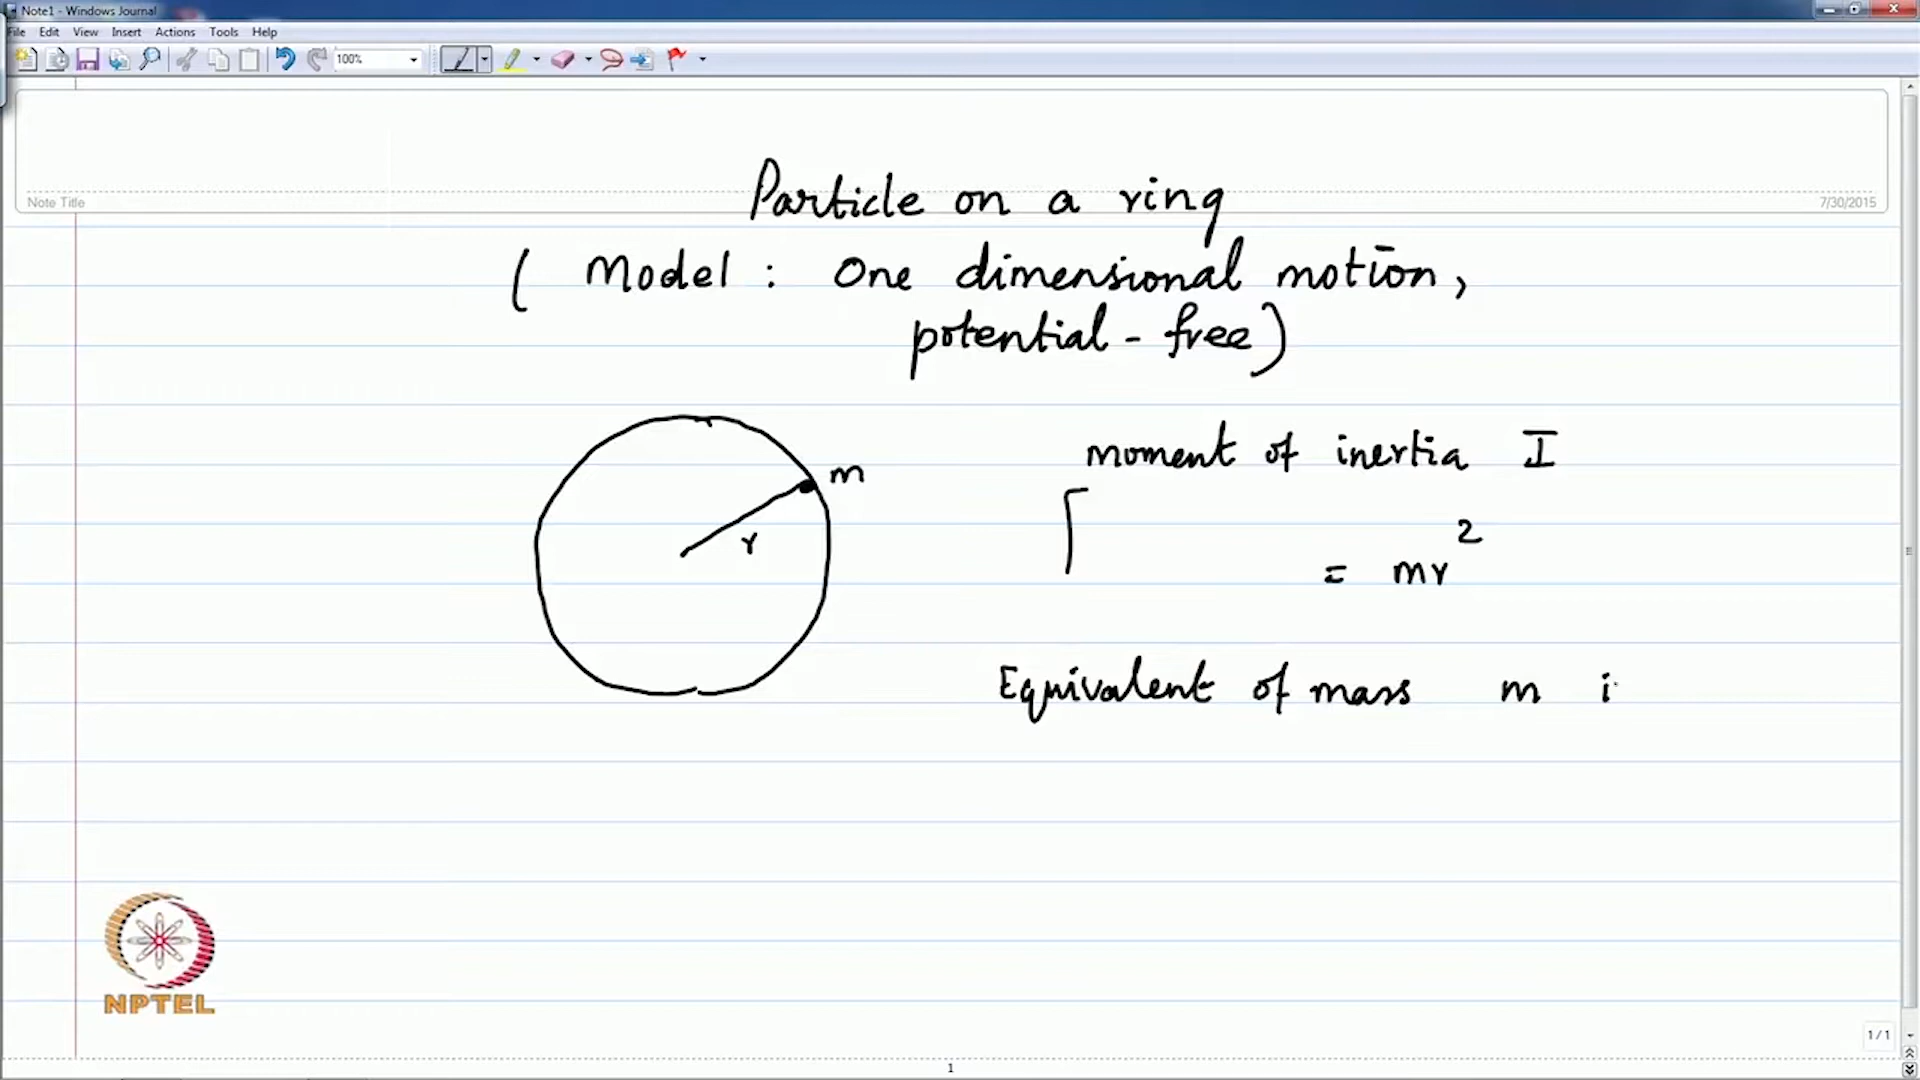 Note1 - Windows Journal
File Edit View Insert Actions Tools Help
100%
Particle on a ring
Note Title
7/30/2015
( Model : One dimensional motion,
potential - free)
m
r
moment of inertia I
= mr²
Equivalent of mass m i
NPTEL
1 / 1
1